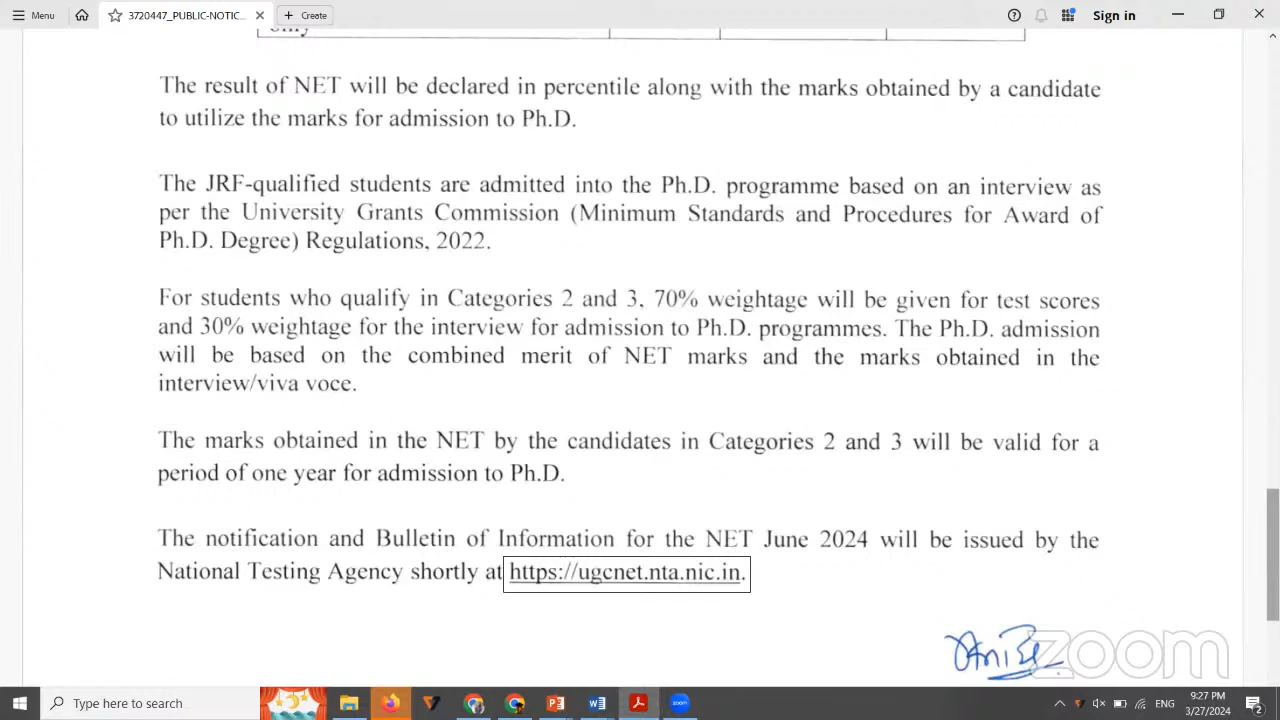 Menu
3720447_PUBLIC-NOTIC...
Create
Sign in
only
The result of NET will be declared in percentile along with the marks obtained by a candidate
to utilize the marks for admission to Ph.D.
The JRF-qualified students are admitted into the Ph.D. programme based on an interview as
per the University Grants Commission (Minimum Standards and Procedures for Award of
Ph.D. Degree) Regulations, 2022.
For students who qualify in Categories 2 and 3, 70% weightage will be given for test scores
and 30% weightage for the interview for admission to Ph.D. programmes. The Ph.D. admission
will be based on the combined merit of NET marks and the marks obtained in the
interview/viva voce.
The marks obtained in the NET by the candidates in Categories 2 and 3 will be valid for a
period of one year for admission to Ph.D.
The notification and Bulletin of Information for the NET June 2024 will be issued by the
National Testing Agency shortly at https://ugcnet.nta.nic.in.
zoom
Type here to search
zoom
ENG
9:27 PM
3/27/2024
2